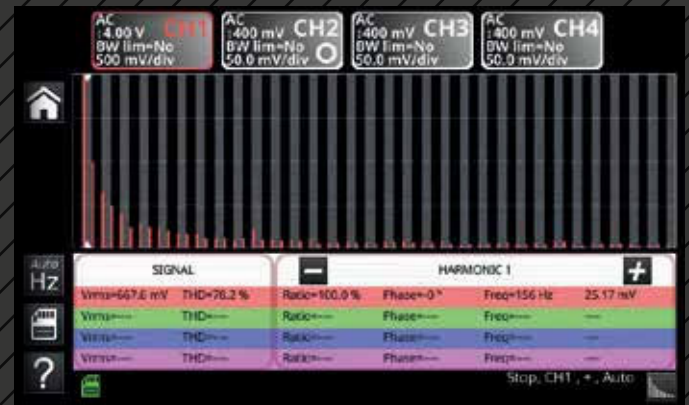 AC
:4.00 V CH1
BW lim=No
500 mV/div
AC
:400 mV CH2
BW lim=No
50.0 mV/div
AC
:400 mV CH3
BW lim=No
50.0 mV/div
AC
:400 mV CH4
BW lim=No
50.0 mV/div
Auto
Hz
?
SIGNAL − HARMONIC 1 +
Vrms=667.6 mV THD=76.2 % Ratio=100.0 % Phase=-0 ° Freq=156 Hz 25.17 mV
Vrms=--- THD=--- Ratio=--- Phase=--- Freq=--- ---
Vrms=--- THD=--- Ratio=--- Phase=--- Freq=--- ---
Vrms=--- THD=--- Ratio=--- Phase=--- Freq=--- ---
Stop, CH1 , + , Auto